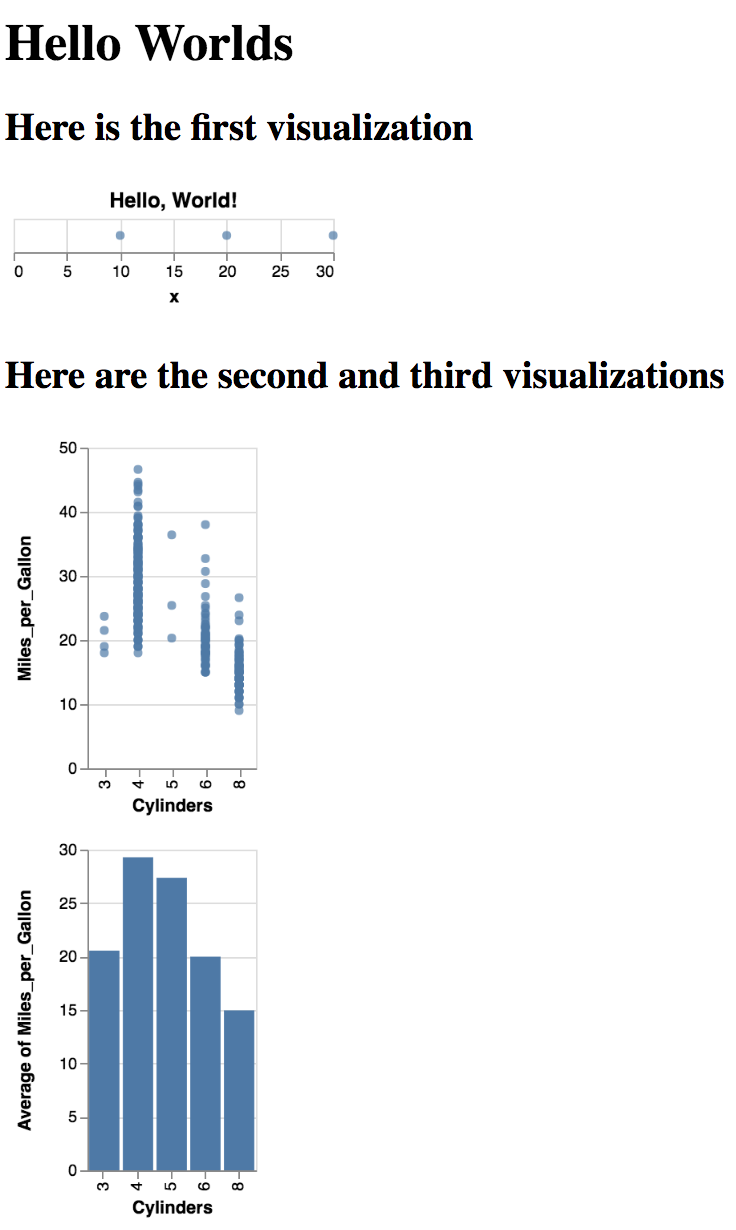 Hello Worlds
Here is the first visualization
Hello, World!
0 5 10 15 20 25 30
x
Here are the second and third visualizations
50
40
30
20
10
0
Miles_per_Gallon
3 4 5 6 8
Cylinders
30
25
20
15
10
5
0
Average of Miles_per_Gallon
3 4 5 6 8
Cylinders